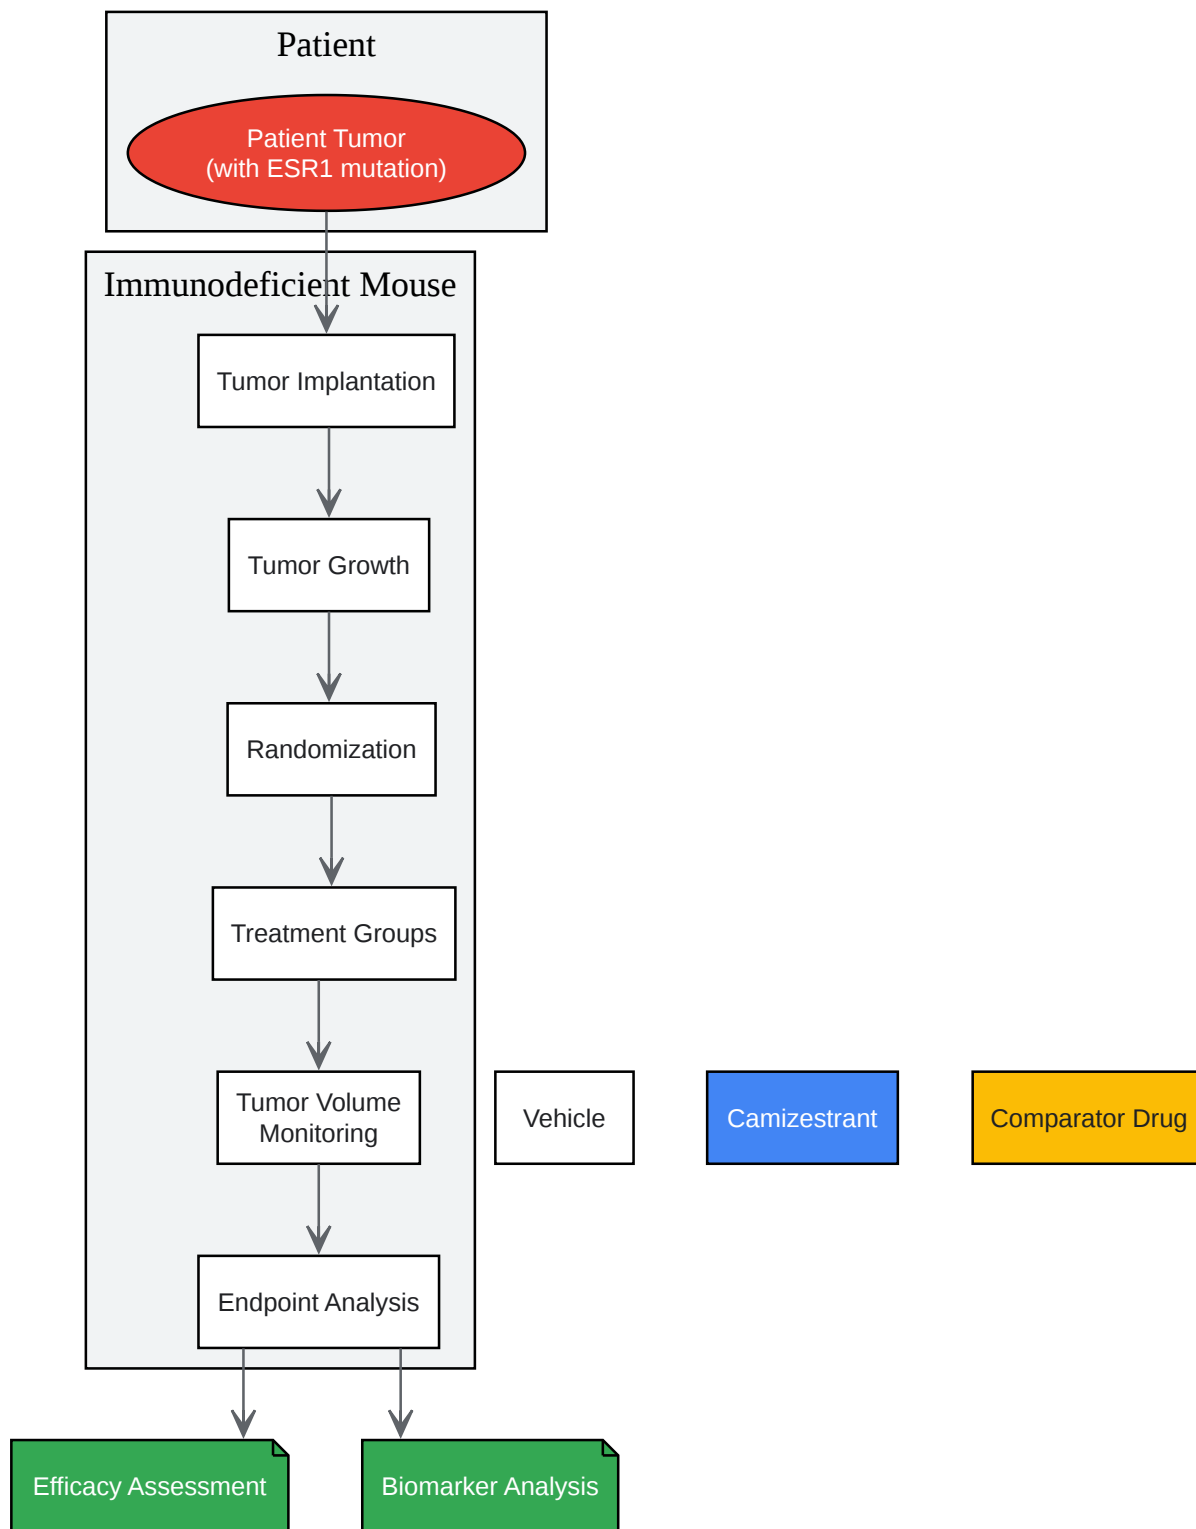 Patient
Patient Tumor
(with ESR1 mutation)
Immunodeficient Mouse
Tumor Implantation
Tumor Growth
Randomization
Treatment Groups
Tumor Volume
Monitoring
Vehicle
Camizestrant
Comparator Drug
Endpoint Analysis
Efficacy Assessment
Biomarker Analysis